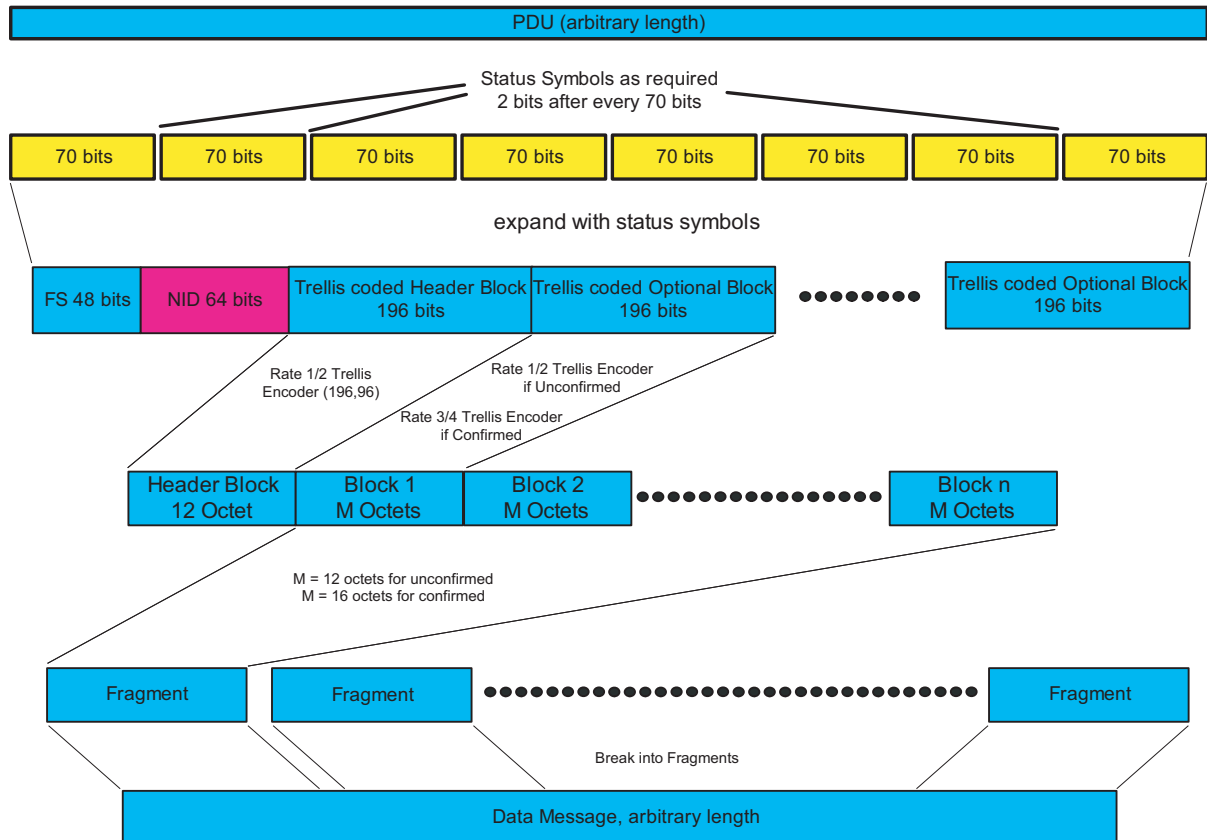 PDU (arbitrary length)
Status Symbols as required
2 bits after every 70 bits
70 bits
70 bits
70 bits
70 bits
70 bits
70 bits
70 bits
70 bits
expand with status symbols
FS 48 bits
NID 64 bits
Trellis coded Header Block
196 bits
Trellis coded Optional Block
196 bits
Trellis coded Optional Block
196 bits
Rate 1/2 Trellis
Encoder (196,96)
Rate 1/2 Trellis Encoder
if Unconfirmed
Rate 3/4 Trellis Encoder
if Confirmed
Header Block
12 Octet
Block 1
M Octets
Block 2
M Octets
Block n
M Octets
M = 12 octets for unconfirmed
M = 16 octets for confirmed
Fragment
Fragment
Fragment
Break into Fragments
Data Message, arbitrary length